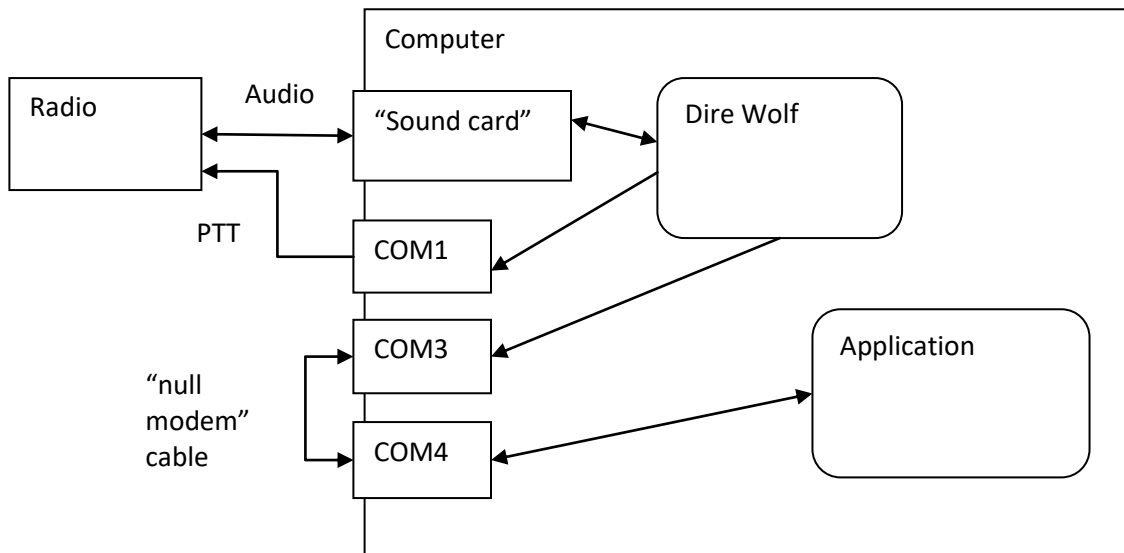 Computer
Radio
Audio
“Sound card”
Dire Wolf
PTT
COM1
COM3
Application
“null
modem”
cable
COM4